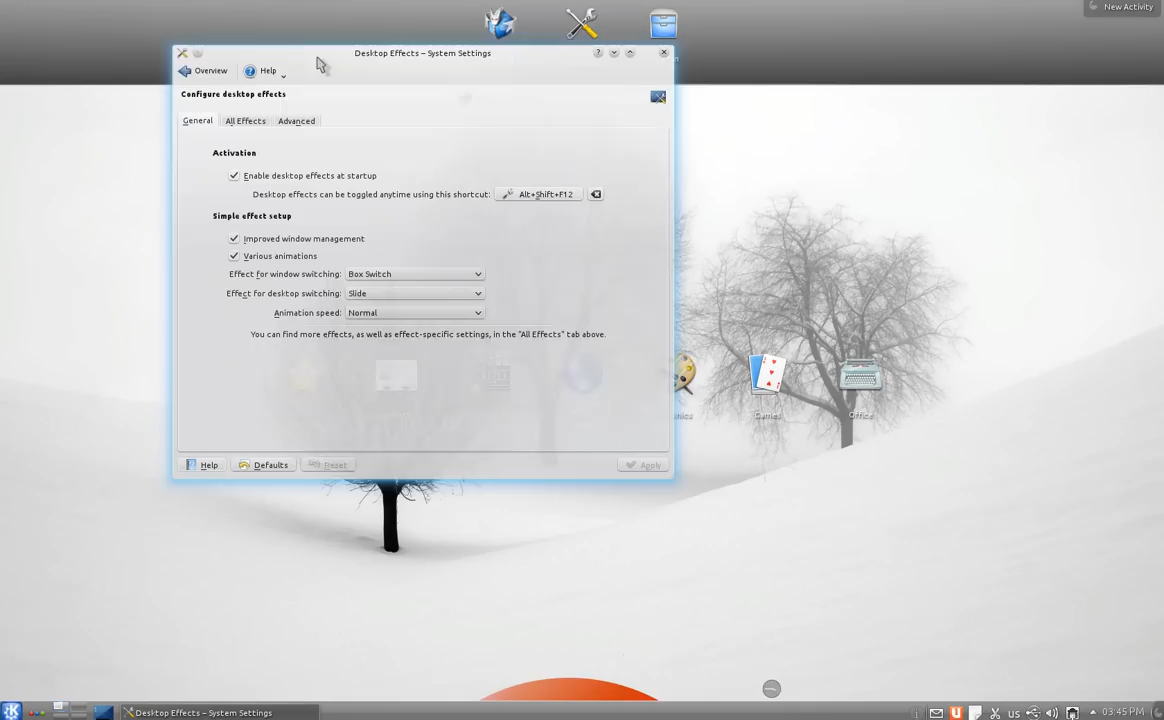 New Activity
Desktop Effects – System Settings
Overview
Help
Configure desktop effects
General
All Effects
Advanced
Activation
Enable desktop effects at startup
Desktop effects can be toggled anytime using this shortcut:
Alt+Shift+F12
Simple effect setup
Improved window management
Various animations
Effect for window switching:
Box Switch
Effect for desktop switching:
Slide
Animation speed:
Normal
You can find more effects, as well as effect-specific settings, in the "All Effects" tab above.
Games
Office
Help
Defaults
Reset
Apply
Desktop Effects – System Settings
us
03:45 PM